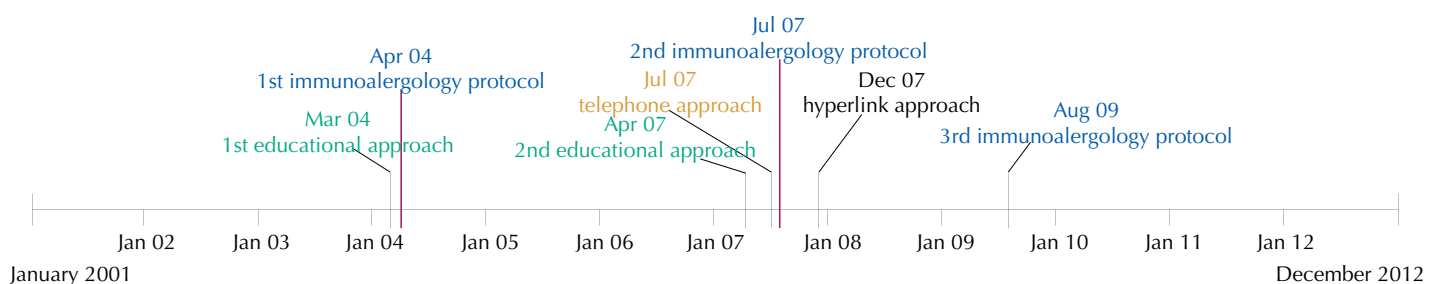 Jul 07
2nd immunoalergology protocol
Apr 04
1st immunoalergology protocol
Jul 07
telephone approach
Dec 07
hyperlink approach
Mar 04
1st educational approach
Apr 07
2nd educational approach
Aug 09
3rd immunoalergology protocol
Jan 02
Jan 03
Jan 04
Jan 05
Jan 06
Jan 07
Jan 08
Jan 09
Jan 10
Jan 11
Jan 12
January 2001
December 2012